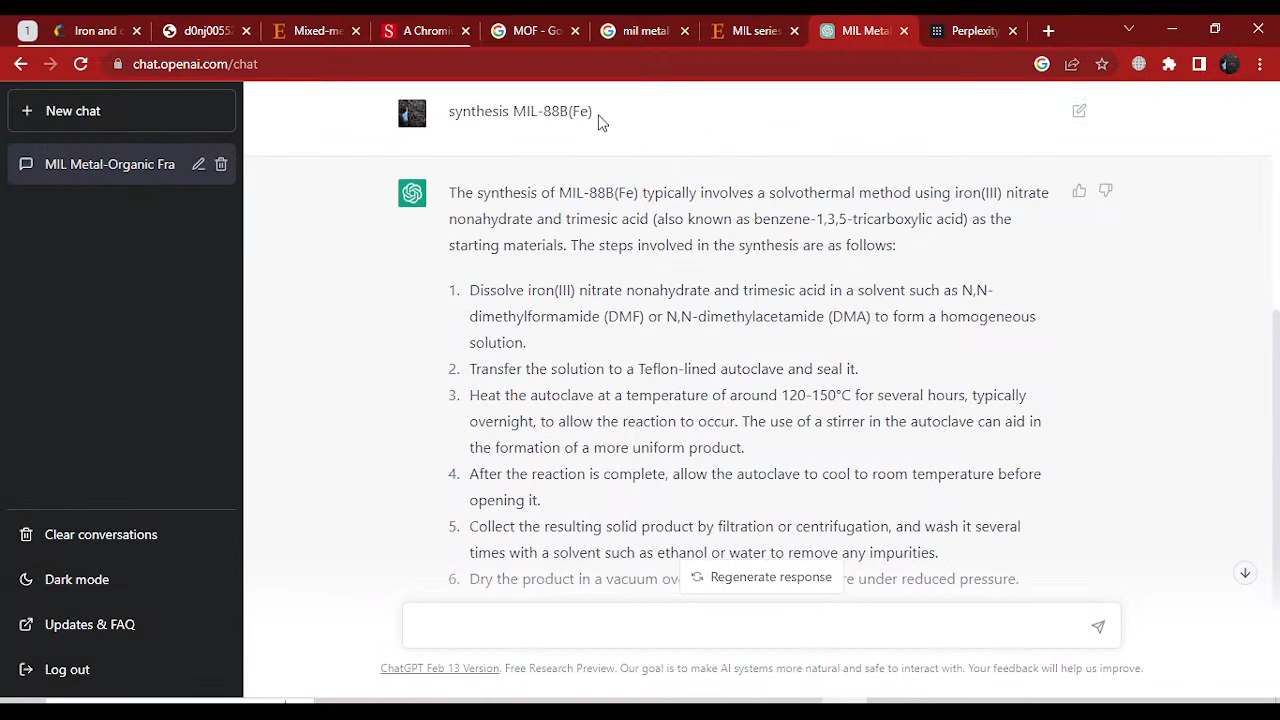 1
Iron and c
d0nj0055
Mixed-me
A Chromi
MOF - Go
mil metal
MIL series
MIL Meta
Perplexity
chat.openai.com/chat
New chat
MIL Metal-Organic Fra
synthesis MIL-88B(Fe)
The synthesis of MIL-88B(Fe) typically involves a solvothermal method using iron(III) nitrate
nonahydrate and trimesic acid (also known as benzene-1,3,5-tricarboxylic acid) as the
starting materials. The steps involved in the synthesis are as follows:
1. Dissolve iron(III) nitrate nonahydrate and trimesic acid in a solvent such as N,N-
dimethylformamide (DMF) or N,N-dimethylacetamide (DMA) to form a homogeneous
solution.
2. Transfer the solution to a Teflon-lined autoclave and seal it.
3. Heat the autoclave at a temperature of around 120-150°C for several hours, typically
overnight, to allow the reaction to occur. The use of a stirrer in the autoclave can aid in
the formation of a more uniform product.
4. After the reaction is complete, allow the autoclave to cool to room temperature before
opening it.
5. Collect the resulting solid product by filtration or centrifugation, and wash it several
times with a solvent such as ethanol or water to remove any impurities.
6. Dry the product in a vacuum ov
re under reduced pressure.
Regenerate response
Clear conversations
Dark mode
Updates & FAQ
Log out
ChatGPT Feb 13 Version. Free Research Preview. Our goal is to make AI systems more natural and safe to interact with. Your feedback will help us improve.